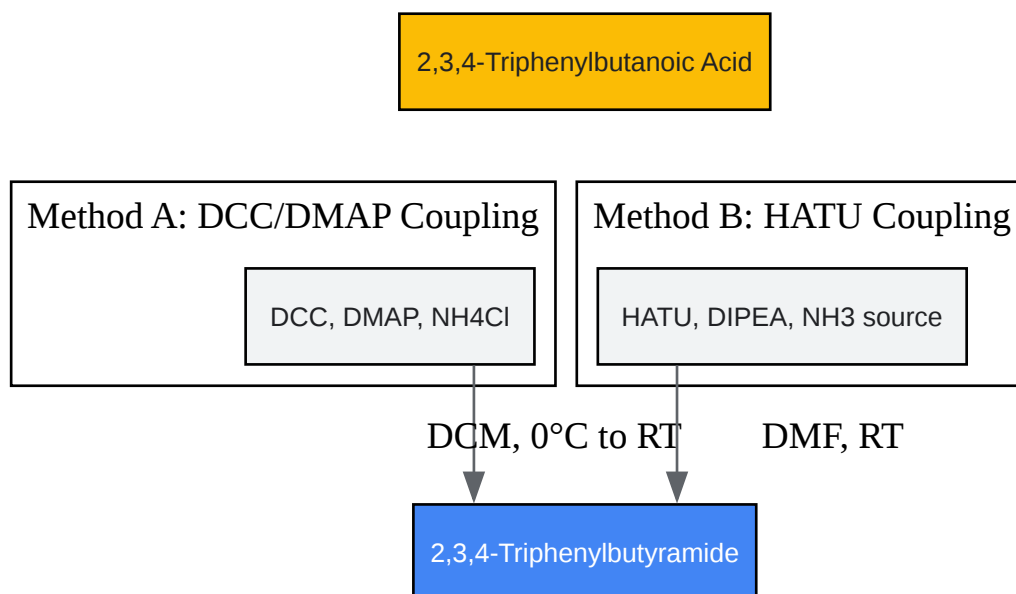 2,3,4-Triphenylbutanoic Acid
Method A: DCC/DMAP Coupling
Method B: HATU Coupling
DCC, DMAP, NH4Cl
HATU, DIPEA, NH3 source
DCM, 0°C to RT
DMF, RT
2,3,4-Triphenylbutyramide